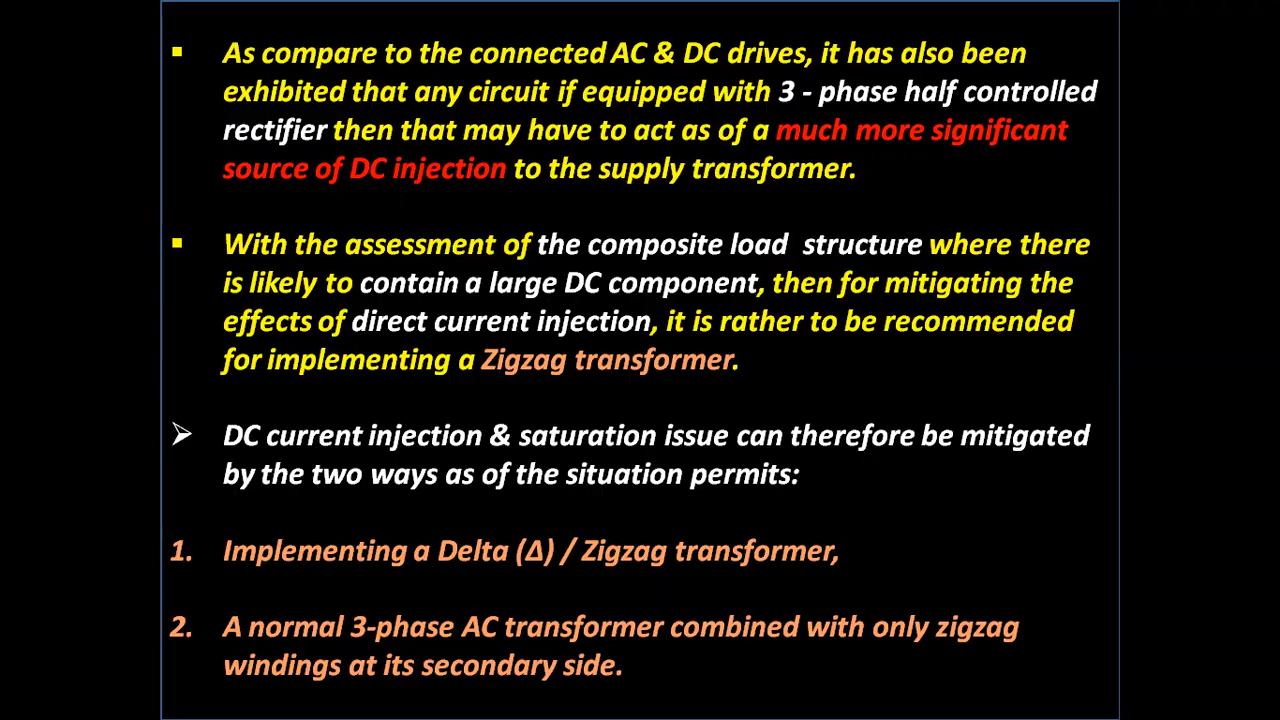 ▪ As compare to the connected AC & DC drives, it has also been
exhibited that any circuit if equipped with 3 - phase half controlled
rectifier then that may have to act as of a much more significant
source of DC injection to the supply transformer.
▪ With the assessment of the composite load structure where there
is likely to contain a large DC component, then for mitigating the
effects of direct current injection, it is rather to be recommended
for implementing a Zigzag transformer.
➢ DC current injection & saturation issue can therefore be mitigated
by the two ways as of the situation permits:
1. Implementing a Delta (Δ) / Zigzag transformer,
2. A normal 3-phase AC transformer combined with only zigzag
windings at its secondary side.